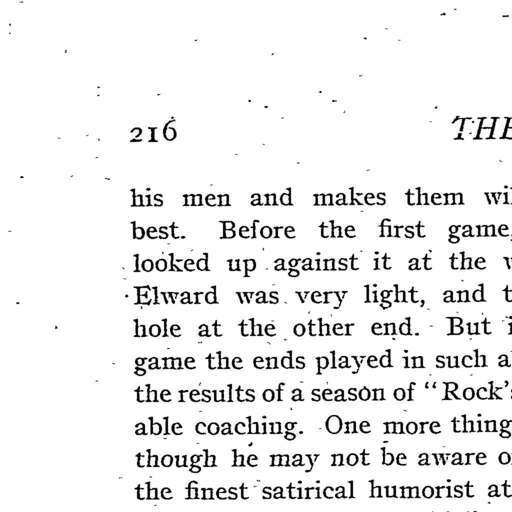 216 THE
his men and makes them wil
best. Before the first game,
looked up against it at the
Elward was very light, and t
hole at the other end. But i
game the ends played in such a
the results of a season of "Rock's
able coaching. One more thing
though he may not be aware o
the finest satirical humorist at